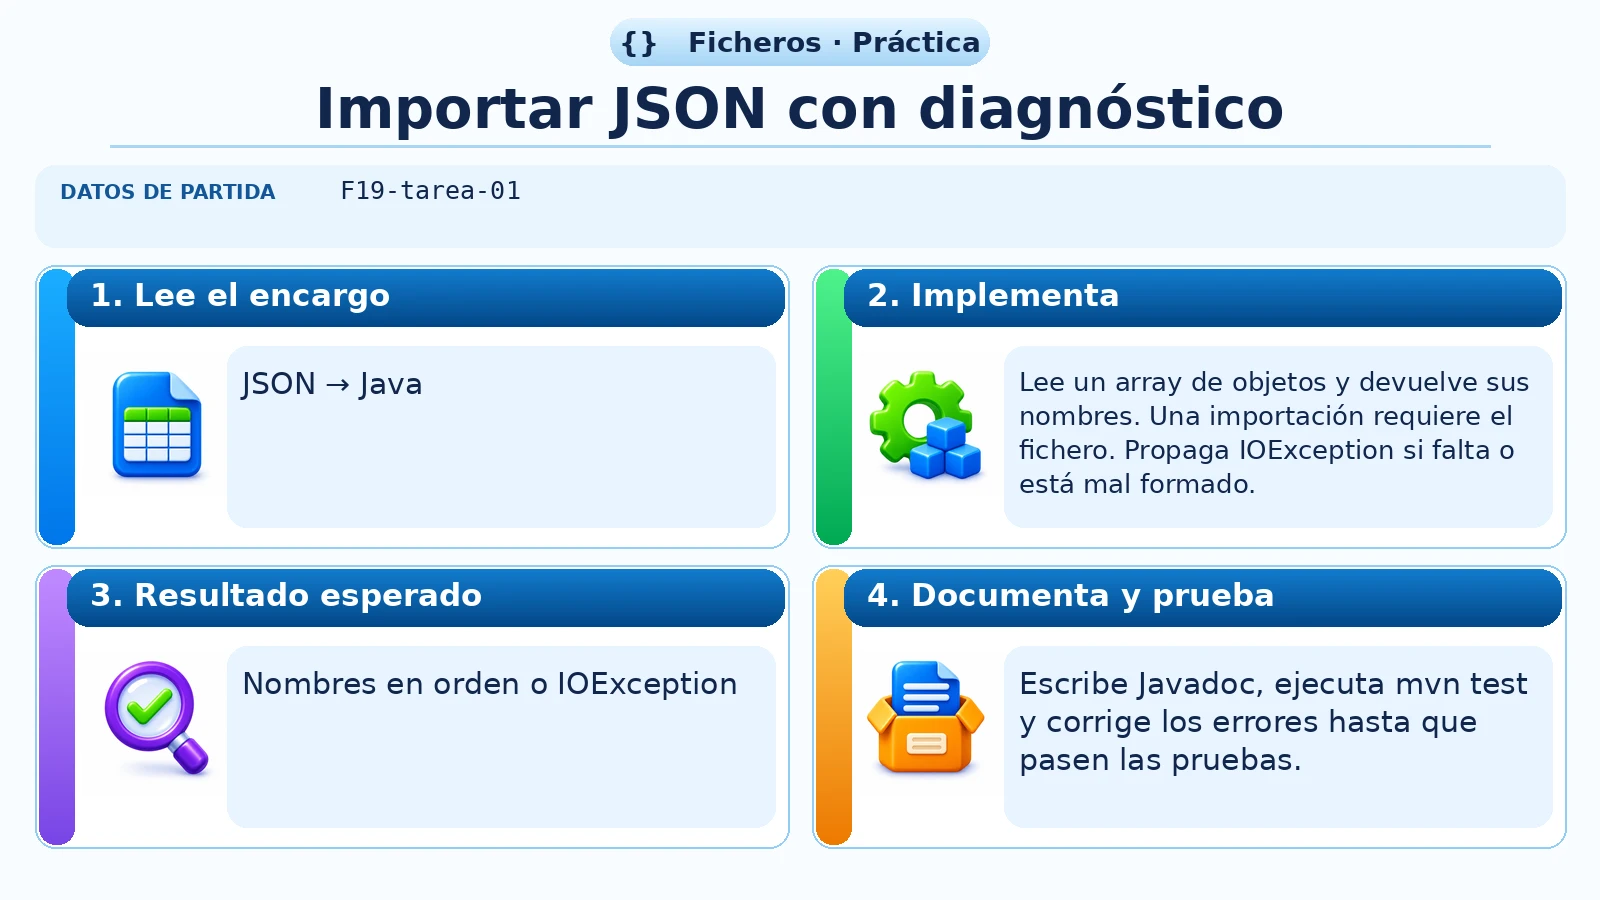 {} Ficheros · Práctica
Importar JSON con diagnóstico
DATOS DE PARTIDA F19-tarea-01
1. Lee el encargo
JSON → Java
2. Implementa
Lee un array de objetos y devuelve sus
nombres. Una importación requiere el
fichero. Propaga IOException si falta o
está mal formado.
3. Resultado esperado
Nombres en orden o IOException
4. Documenta y prueba
Escribe Javadoc, ejecuta mvn test
y corrige los errores hasta que
pasen las pruebas.